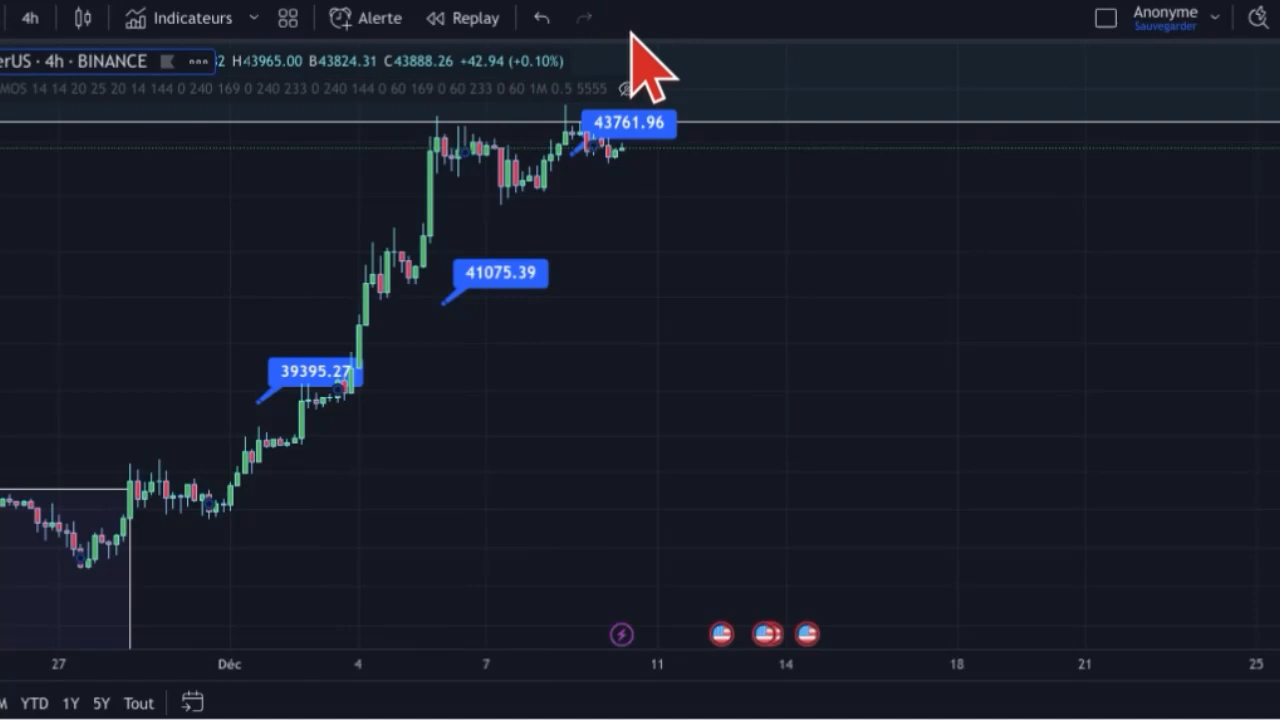 4h Indicateurs Alerte Replay Anonyme
Sauvegarder
erUS · 4h · BINANCE 2 H43965.00 B43824.31 C43888.26 +42.94 (+0.10%)
MOS 14 14 20 25 20 14 144 0 240 169 0 240 233 0 240 144 0 60 169 0 60 233 0 60 1M 0.5 5555
43761.96
41075.39
39395.27
27 Déc 4 7 11 14 18 21 25
M YTD 1Y 5Y Tout